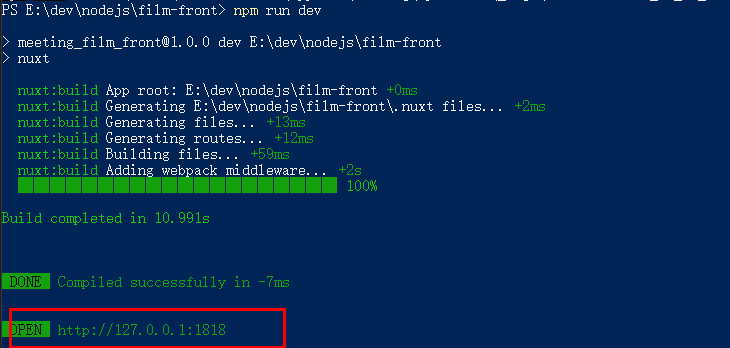 PS E:\dev\nodejs\film-front> npm run dev
> meeting_film_front@1.0.0 dev E:\dev\nodejs\film-front
> nuxt
nuxt:build App root: E:\dev\nodejs\film-front +0ms
nuxt:build Generating E:\dev\nodejs\film-front\.nuxt files... +2ms
nuxt:build Generating files... +13ms
nuxt:build Generating routes... +12ms
nuxt:build Building files... +59ms
nuxt:build Adding webpack middleware... +2s
100%
Build completed in 10.991s
DONE Compiled successfully in -7ms
OPEN http://127.0.0.1:1818